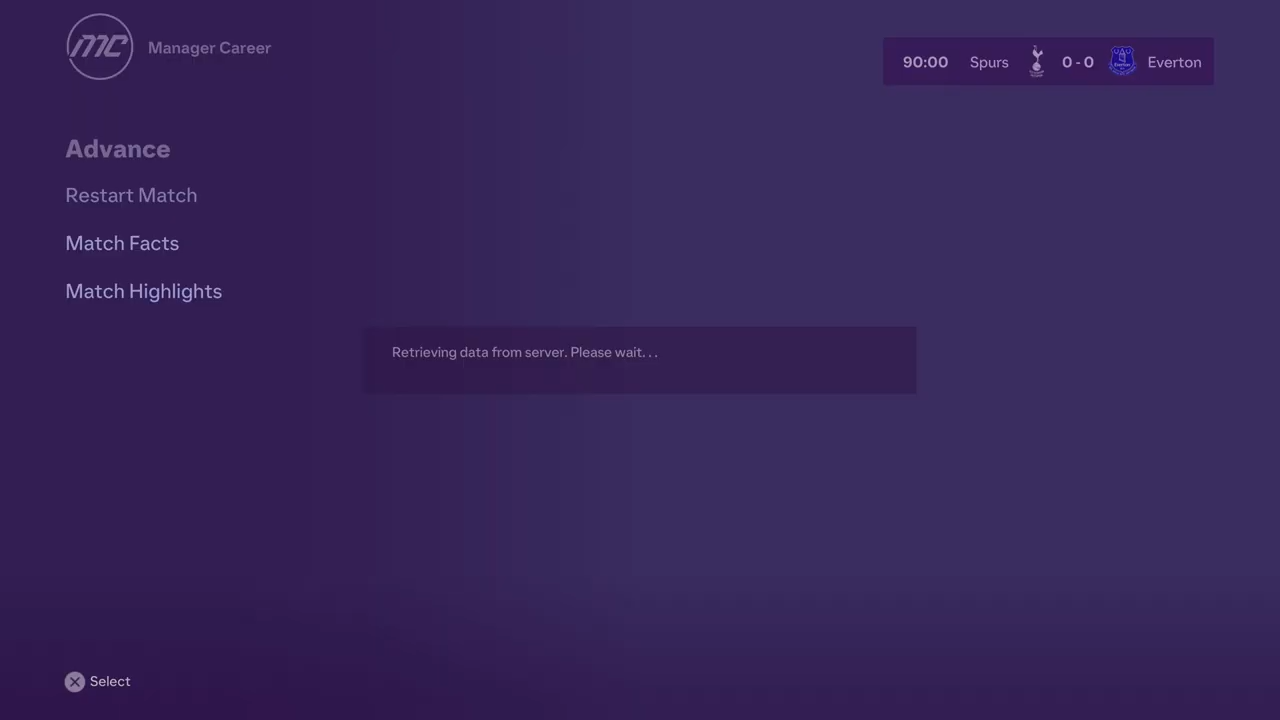 MC Manager Career
90:00 Spurs 0 - 0 Everton
Advance
Restart Match
Match Facts
Match Highlights
Retrieving data from server. Please wait. . .
Select